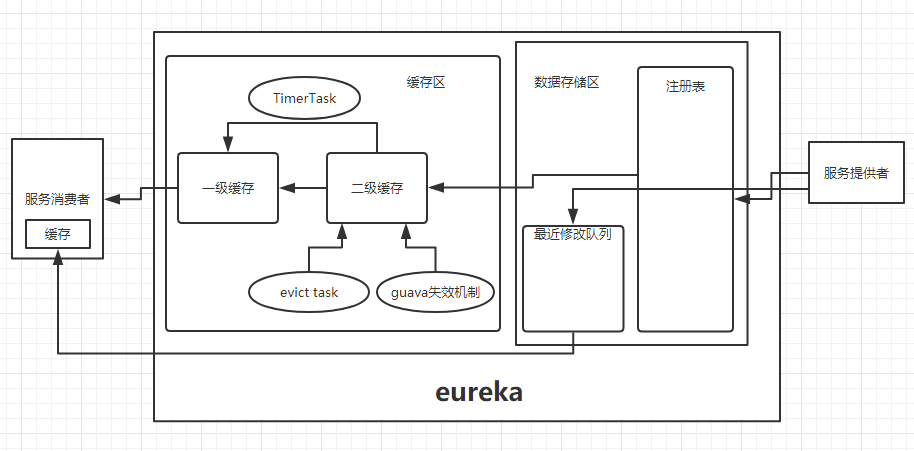 缓存区
TimerTask
数据存储区
注册表
一级缓存
二级缓存
服务提供者
服务消费者
缓存
最近修改队列
evict task
guava失效机制
eureka